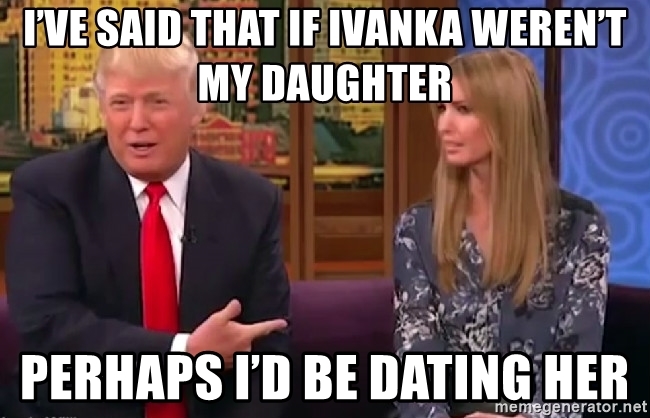 I'VE SAID THAT IF IVANKA WEREN'T
MY DAUGHTER
PERHAPS I'D BE DATING HER
memegenerator.net